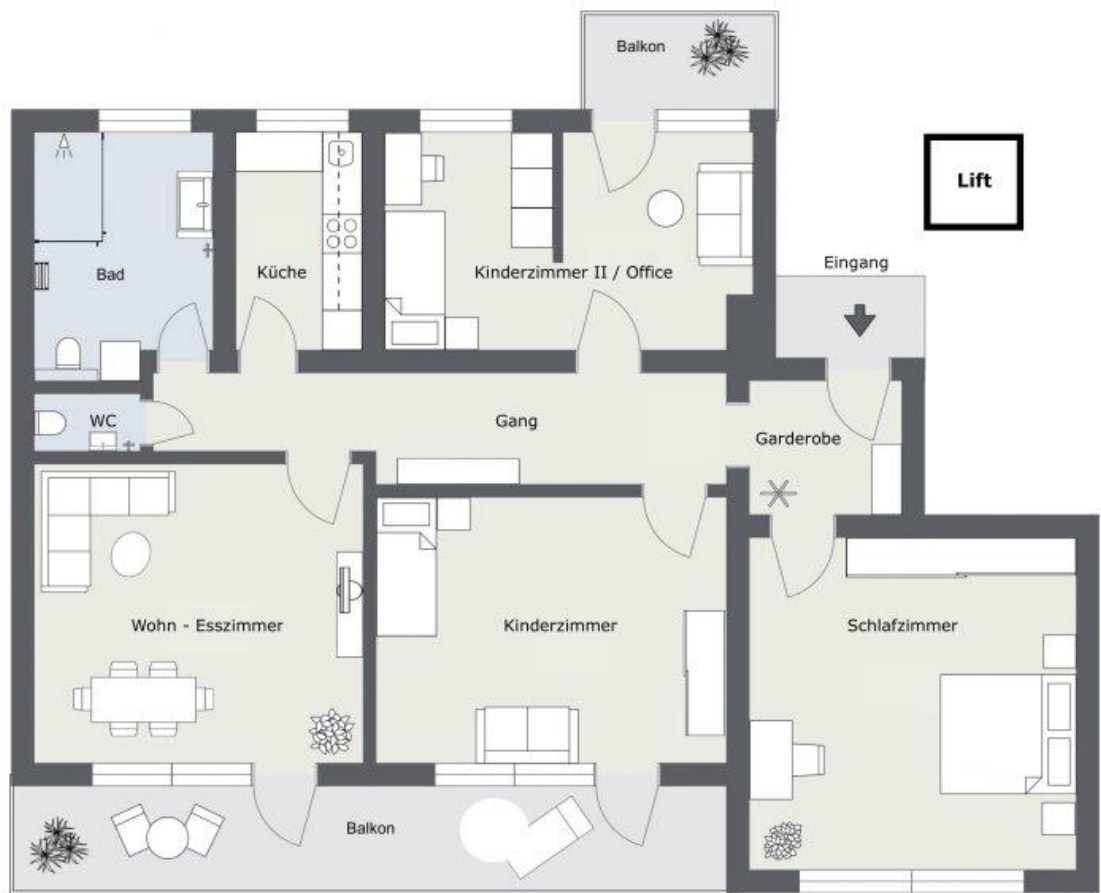 Balkon
Lift
Eingang
Bad
Küche
Kinderzimmer II / Office
WC
Gang
Garderobe
Wohn - Esszimmer
Kinderzimmer
Schlafzimmer
Balkon